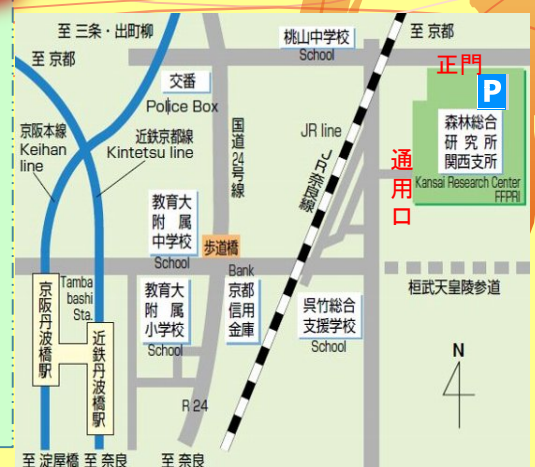 至 三条・出町柳
至 京都
桃山中学校
School
至 京都
正門
P
交番
Police Box
森林総合
研究所
関西支所
Kansai Research Center
FFPRI
通用口
京阪本線
Keihan
line
近鉄京都線
Kintetsu line
国道24号線
JR line
JR奈良線
教育大
附属
中学校
School
歩道橋
Bank
京都
信用
金庫
Tamba
bashi
Sta.
京阪丹波橋駅
近鉄丹波橋駅
教育大
附属
小学校
School
呉竹総合
支援学校
School
桓武天皇陵参道
N
R 24
至 淀屋橋
至 奈良
至 奈良